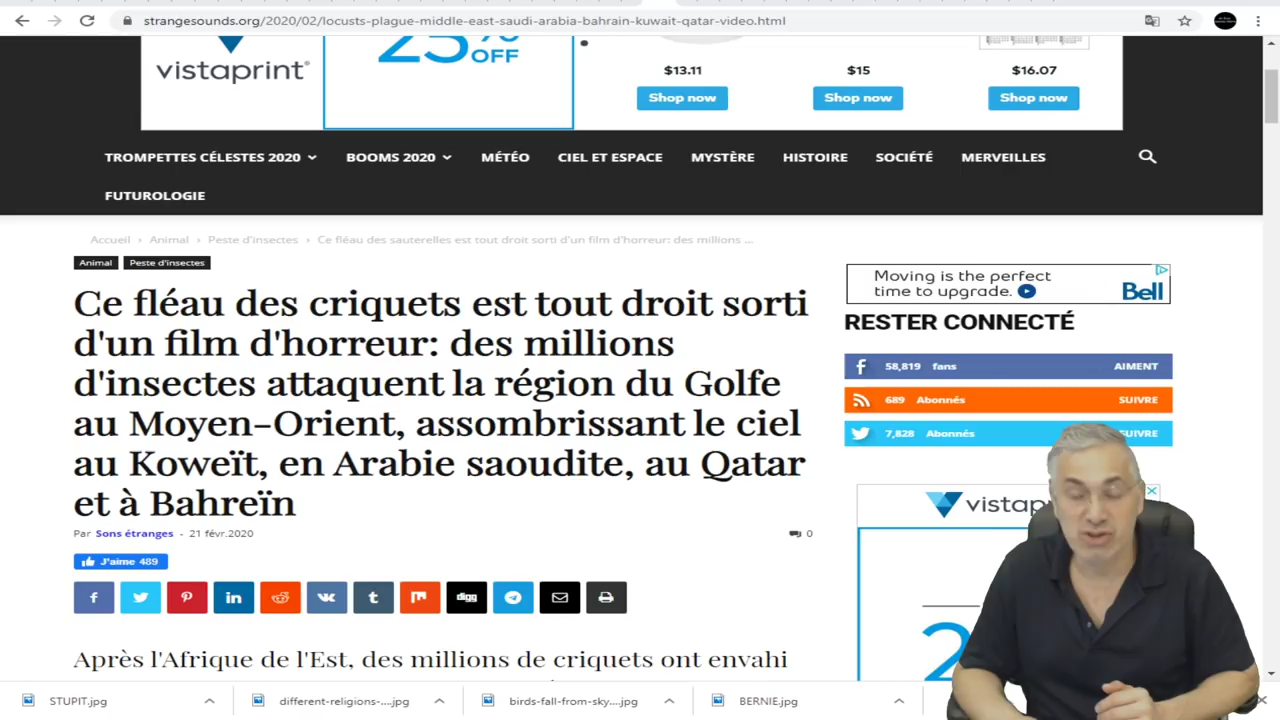 strangesounds.org/2020/02/locusts-plague-middle-east-saudi-arabia-bahrain-kuwait-qatar-video.html
vistaprint®
25%
OFF
$13.11
$15
$16.07
Shop now
Shop now
Shop now
TROMPETTES CÉLESTES 2020
BOOMS 2020
MÉTÉO
CIEL ET ESPACE
MYSTÈRE
HISTOIRE
SOCIÉTÉ
MERVEILLES
FUTUROLOGIE
Accueil › Animal › Peste d'insectes › Ce fléau des sauterelles est tout droit sorti d'un film d'horreur: des millions ...
Animal
Peste d'insectes
Ce fléau des criquets est tout droit sorti
d'un film d'horreur: des millions
d'insectes attaquent la région du Golfe
au Moyen-Orient, assombrissant le ciel
au Koweït, en Arabie saoudite, au Qatar
et à Bahreïn
Par Sons étranges - 21 févr.2020
0
J'aime 489
f
in
t
digg
Après l'Afrique de l'Est, des millions de criquets ont envahi
Moving is the perfect
time to upgrade.
Bell
RESTER CONNECTÉ
58,819 fans AIMENT
689 Abonnés SUIVRE
7,828 Abonnés SUIVRE
STUPIT.jpg
different-religions-....jpg
birds-fall-from-sky....jpg
BERNIE.jpg